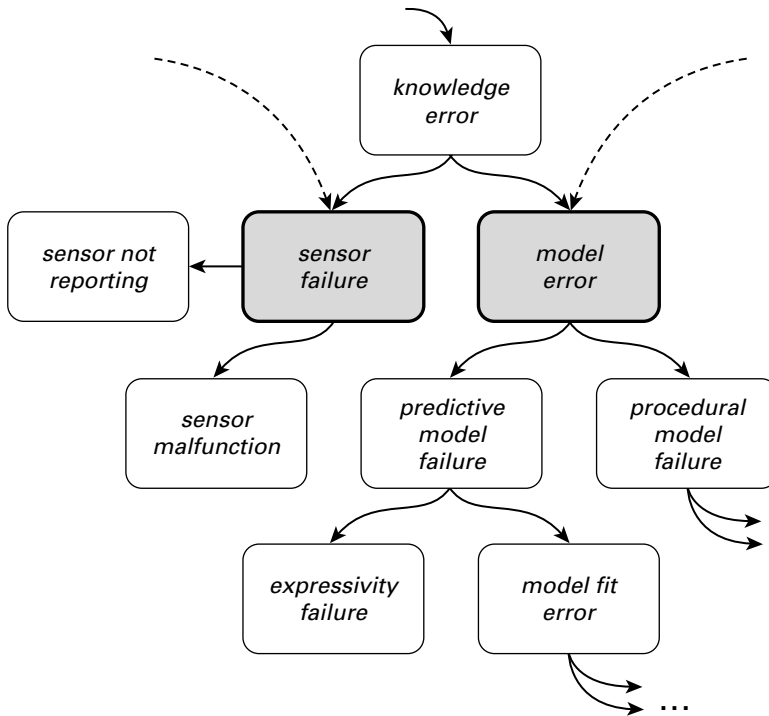 knowledge
error
sensor not
reporting
sensor
failure
model
error
sensor
malfunction
predictive
model
failure
procedural
model
failure
expressivity
failure
model fit
error
...